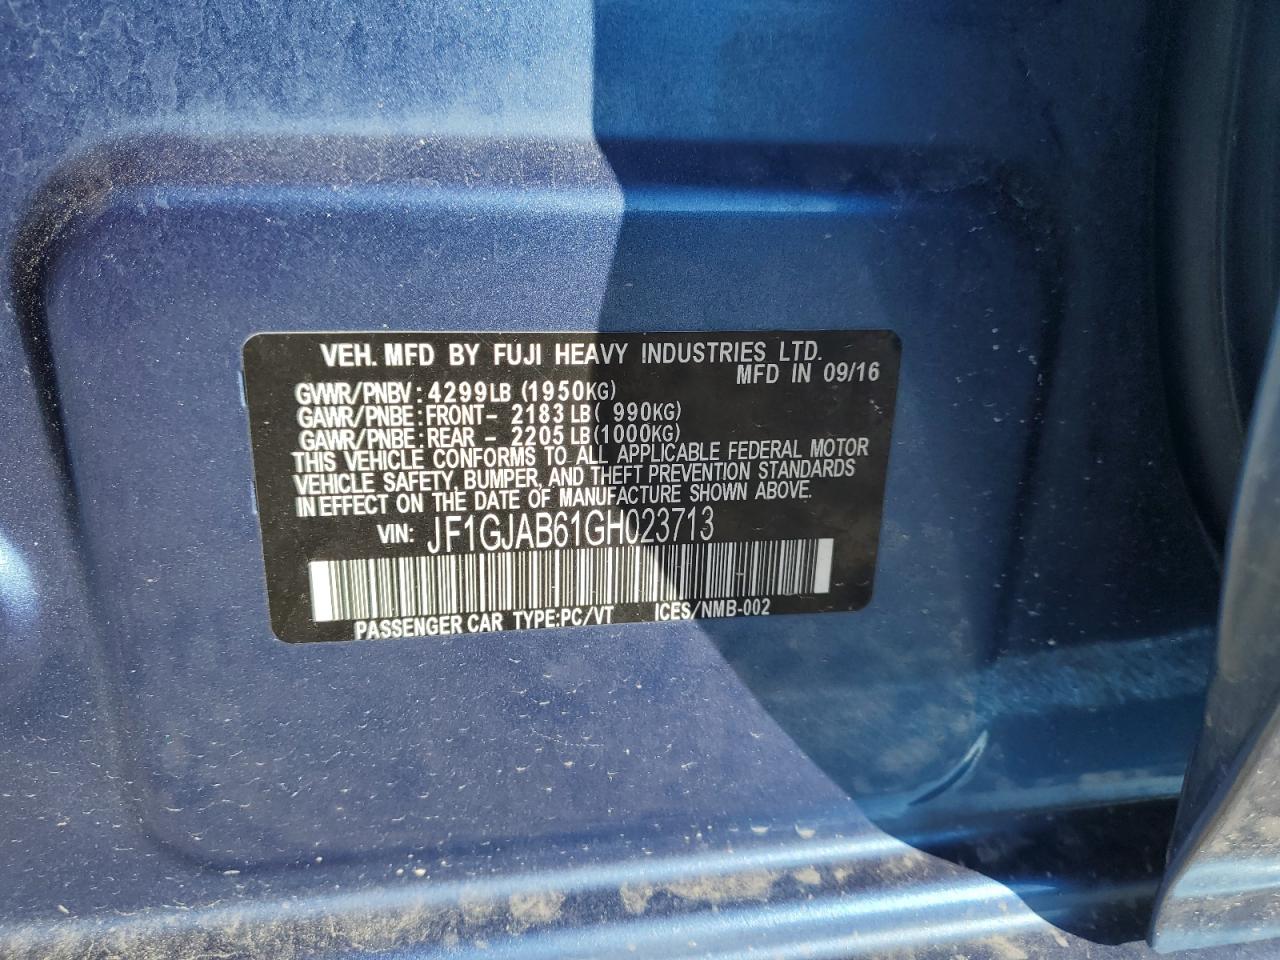 VEH. MFD BY FUJI HEAVY INDUSTRIES LTD.
MFD IN 09/16
GVWR/PNBV: 4299LB (1950KG)
GAWR/PNBE: FRONT- 2183 LB( 990KG)
GAWR/PNBE: REAR - 2205 LB(1000KG)
THIS VEHICLE CONFORMS TO ALL APPLICABLE FEDERAL MOTOR
VEHICLE SAFETY, BUMPER, AND THEFT PREVENTION STANDARDS
IN EFFECT ON THE DATE OF MANUFACTURE SHOWN ABOVE.
VIN: JF1GJAB61GH023713
PASSENGER CAR TYPE:PC/VT ICES/NMB-002